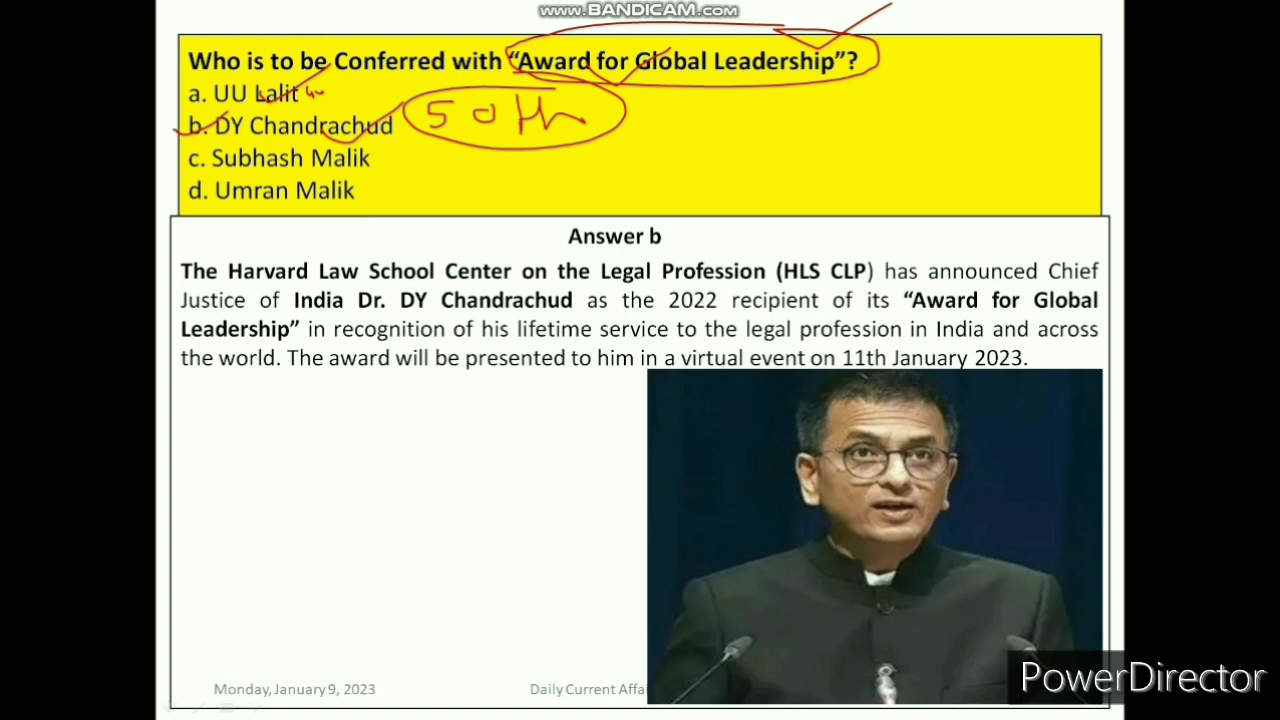 WWW.BANDICAM.COM
Who is to be Conferred with “Award for Global Leadership”?
a. UU Lalit
b. DY Chandrachud 50th
c. Subhash Malik
d. Umran Malik
Answer b
The Harvard Law School Center on the Legal Profession (HLS CLP) has announced Chief
Justice of India Dr. DY Chandrachud as the 2022 recipient of its “Award for Global
Leadership” in recognition of his lifetime service to the legal profession in India and across
the world. The award will be presented to him in a virtual event on 11th January 2023.
Monday, January 9, 2023
Daily Current Affai
PowerDirector